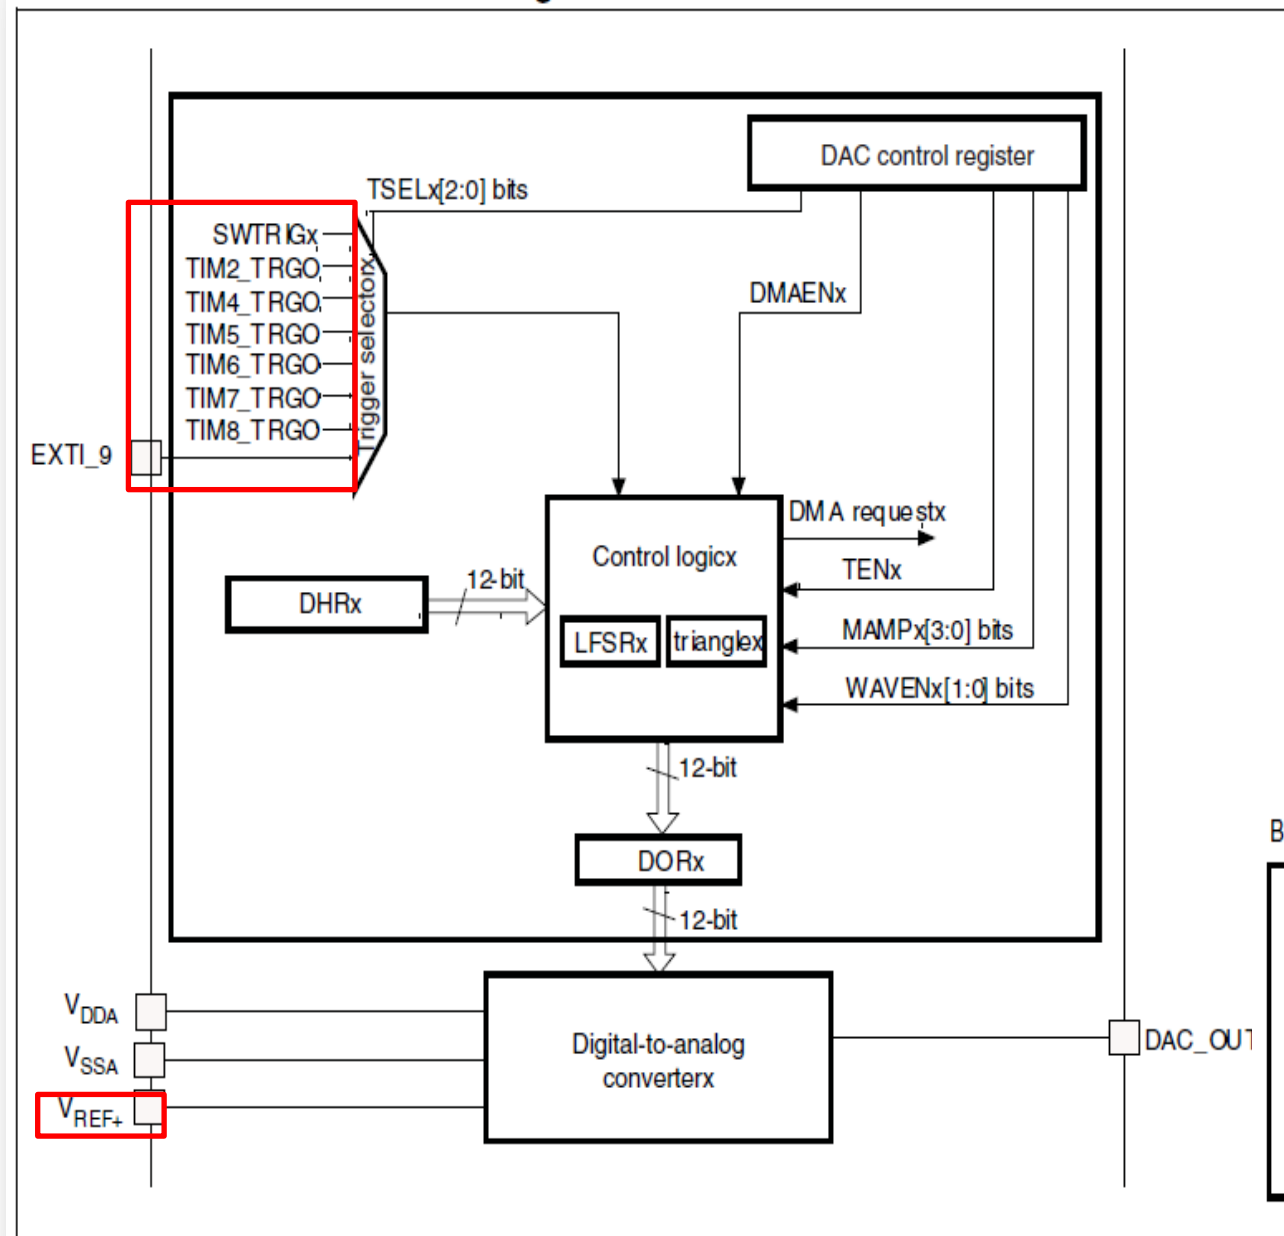 DAC control register
TSELx[2:0] bits
SWTRIGx
TIM2_TRGO
TIM4_TRGO
TIM5_TRGO
TIM6_TRGO
TIM7_TRGO
TIM8_TRGO
Trigger selectorx
EXTI_9
DMAENx
DMA requestx
Control logicx
TENx
12-bit
DHRx
LFSRx
trianglex
MAMPx[3:0] bits
WAVENx[1:0] bits
12-bit
DORx
12-bit
VDDA
VSSA
VREF+
Digital-to-analog
converterx
DAC_OUT
B